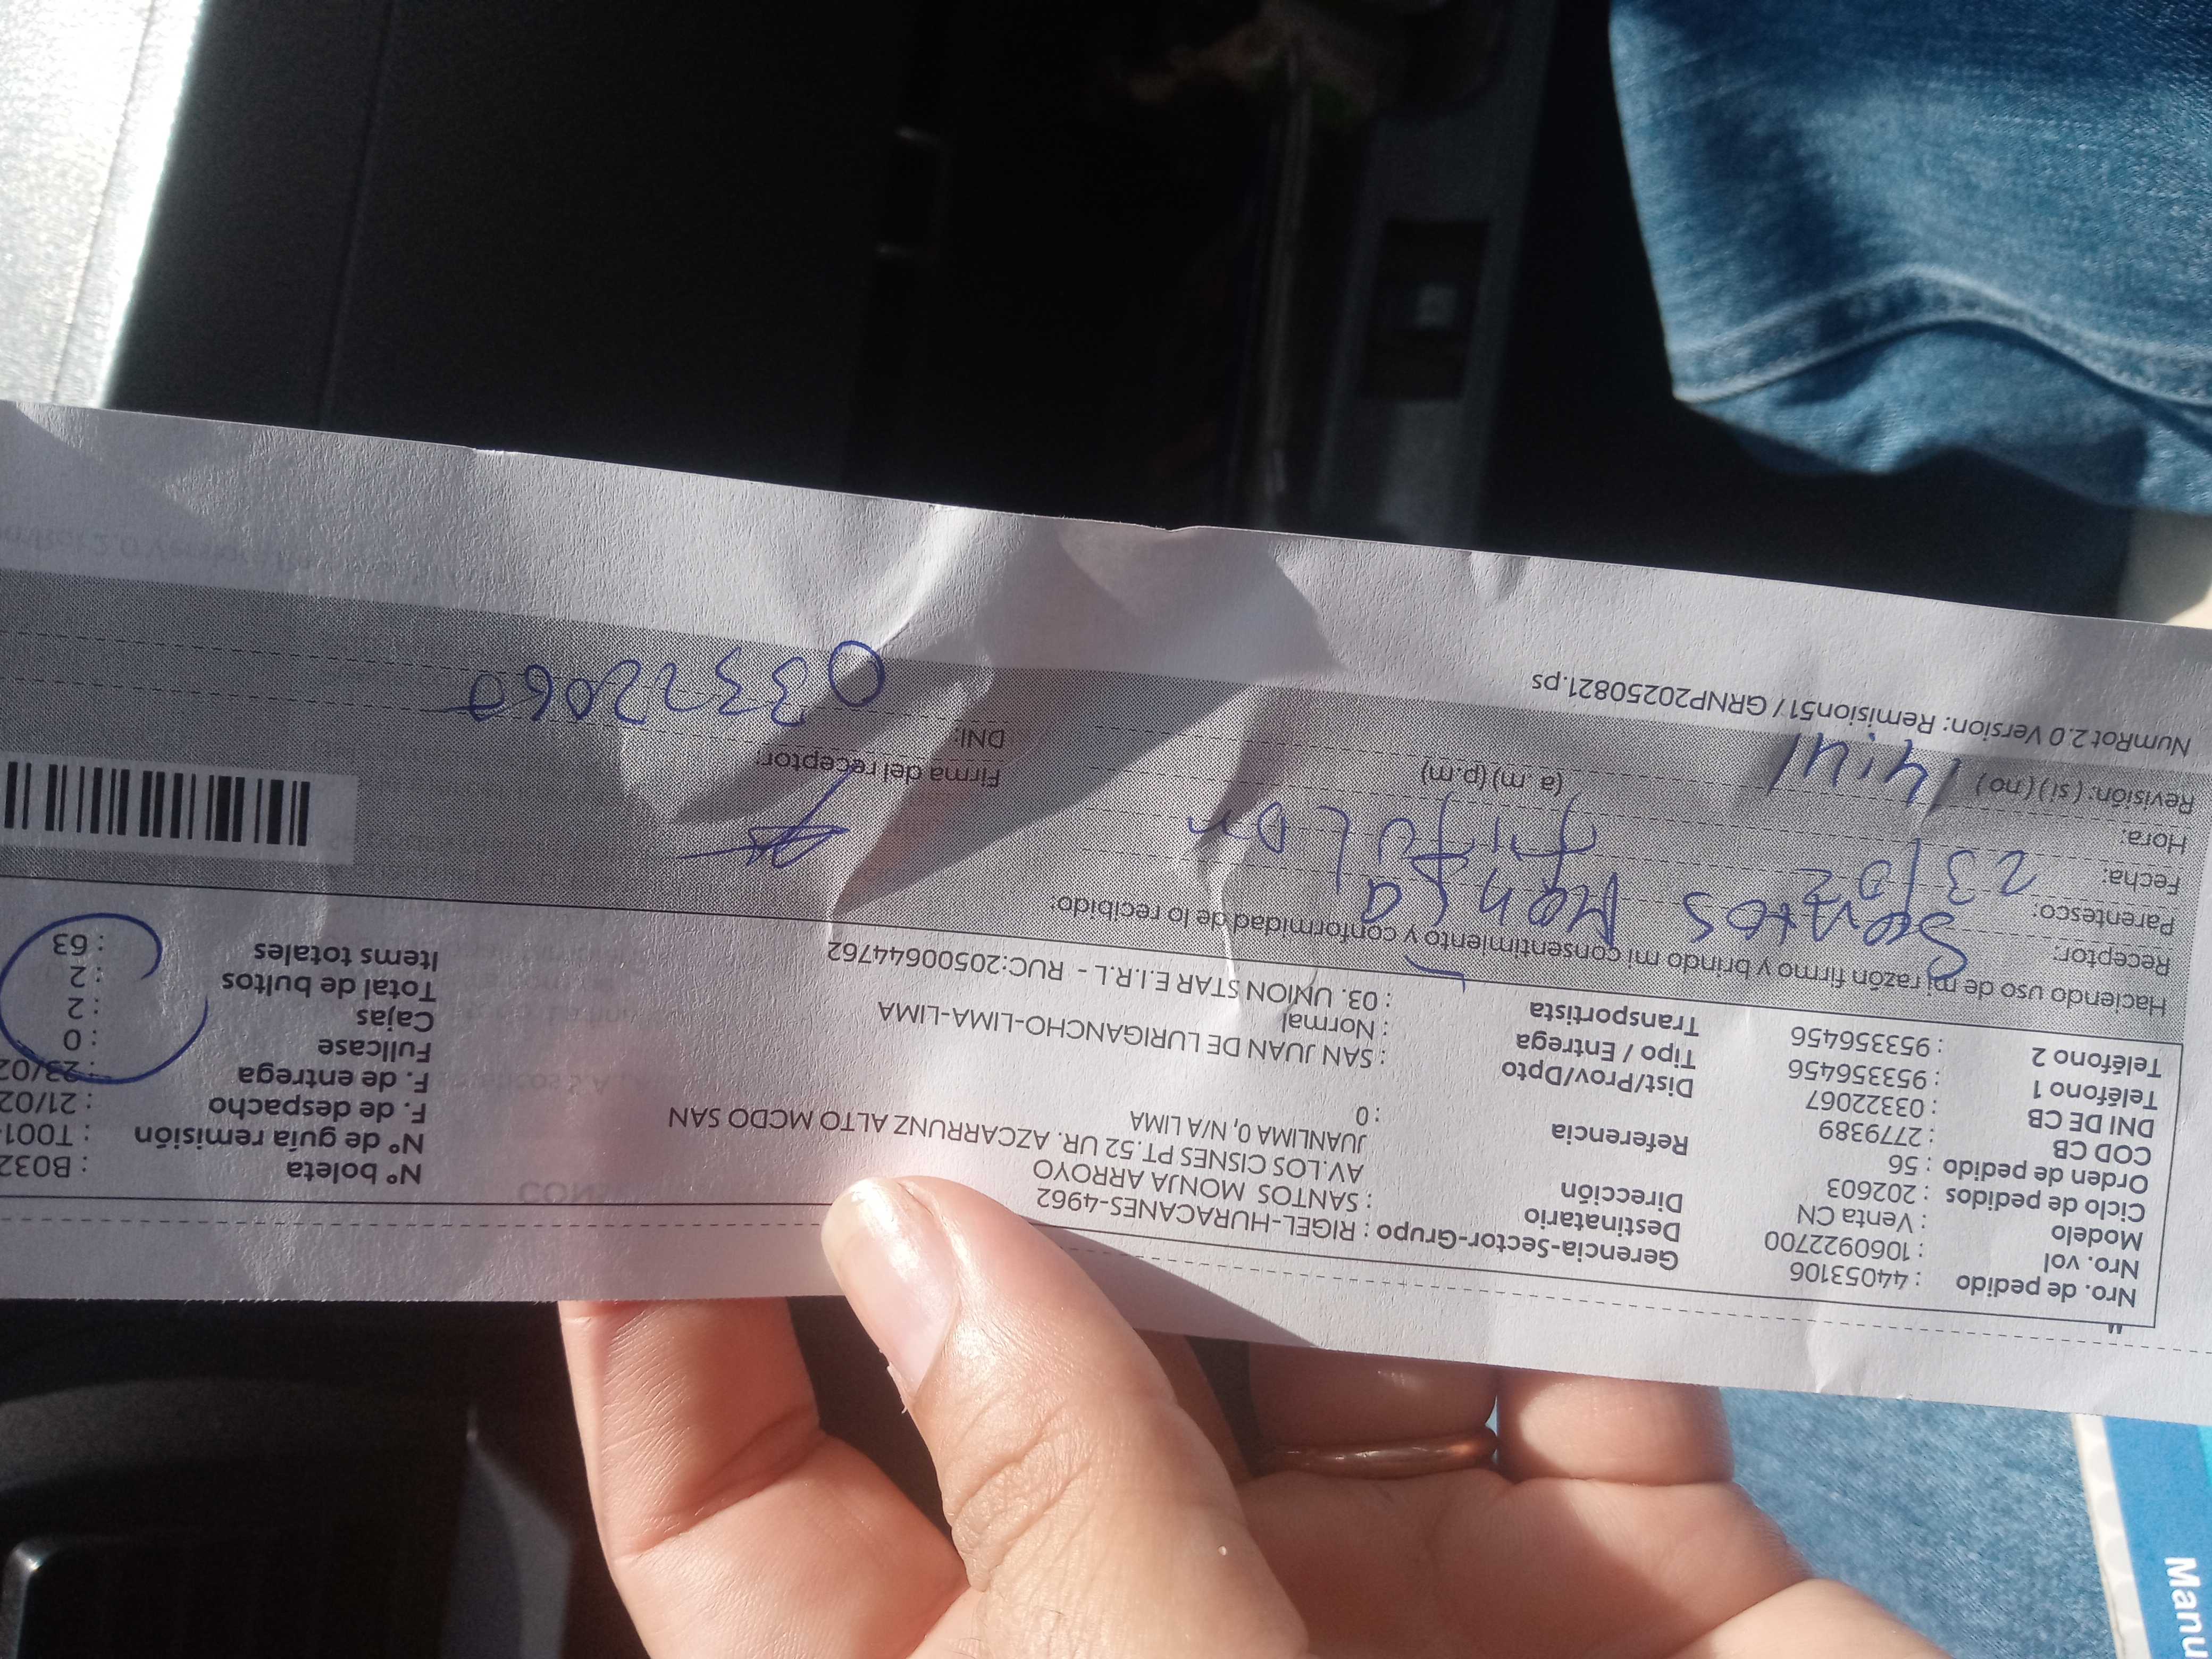 Nro. de pedido : 44053106
Nro. vol : 1060922700
Modelo : Venta CN
Ciclo de pedidos : 202603
Orden de pedido : 56
COD CB : 2779389
DNI DE CB : 03322067
Teléfono 1 : 953356456
Teléfono 2 : 953356456
Gerencia-Sector-Grupo : RIGEL-HURACANES-4962
Destinatario : SANTOS MONJA ARROYO
Dirección AV.LOS CISNES PT.52 UR. AZCARRUNZ ALTO MCDO SAN
JUANLIMA 0, N/A LIMA
Referencia : 0
Dist/Prov/Dpto : SAN JUAN DE LURIGANCHO-LIMA-LIMA
Tipo / Entrega : Normal
Transportista : 03. UNION STAR E.I.R.L - RUC:20500644762
Nº boleta : B032
Nº de guía remisión : T001-
F. de despacho : 21/02
F. de entrega : 23/02
Fullcase : 0
Cajas : 2
Total de bultos : 2
Items totales : 63
Haciendo uso de mi razón firmo y brindo mi consentimiento y conformidad de lo recibido:
Receptor: Santos Monja
Parentesco: Titular
Fecha: 23/02
Hora: 14:41 (a. m) (p.m)
Revisión: (si) (no)
Firma del receptor:
DNI: 0332206
NumRot 2.0 Version: Remision51 / GRNP20250821.ps
Manu